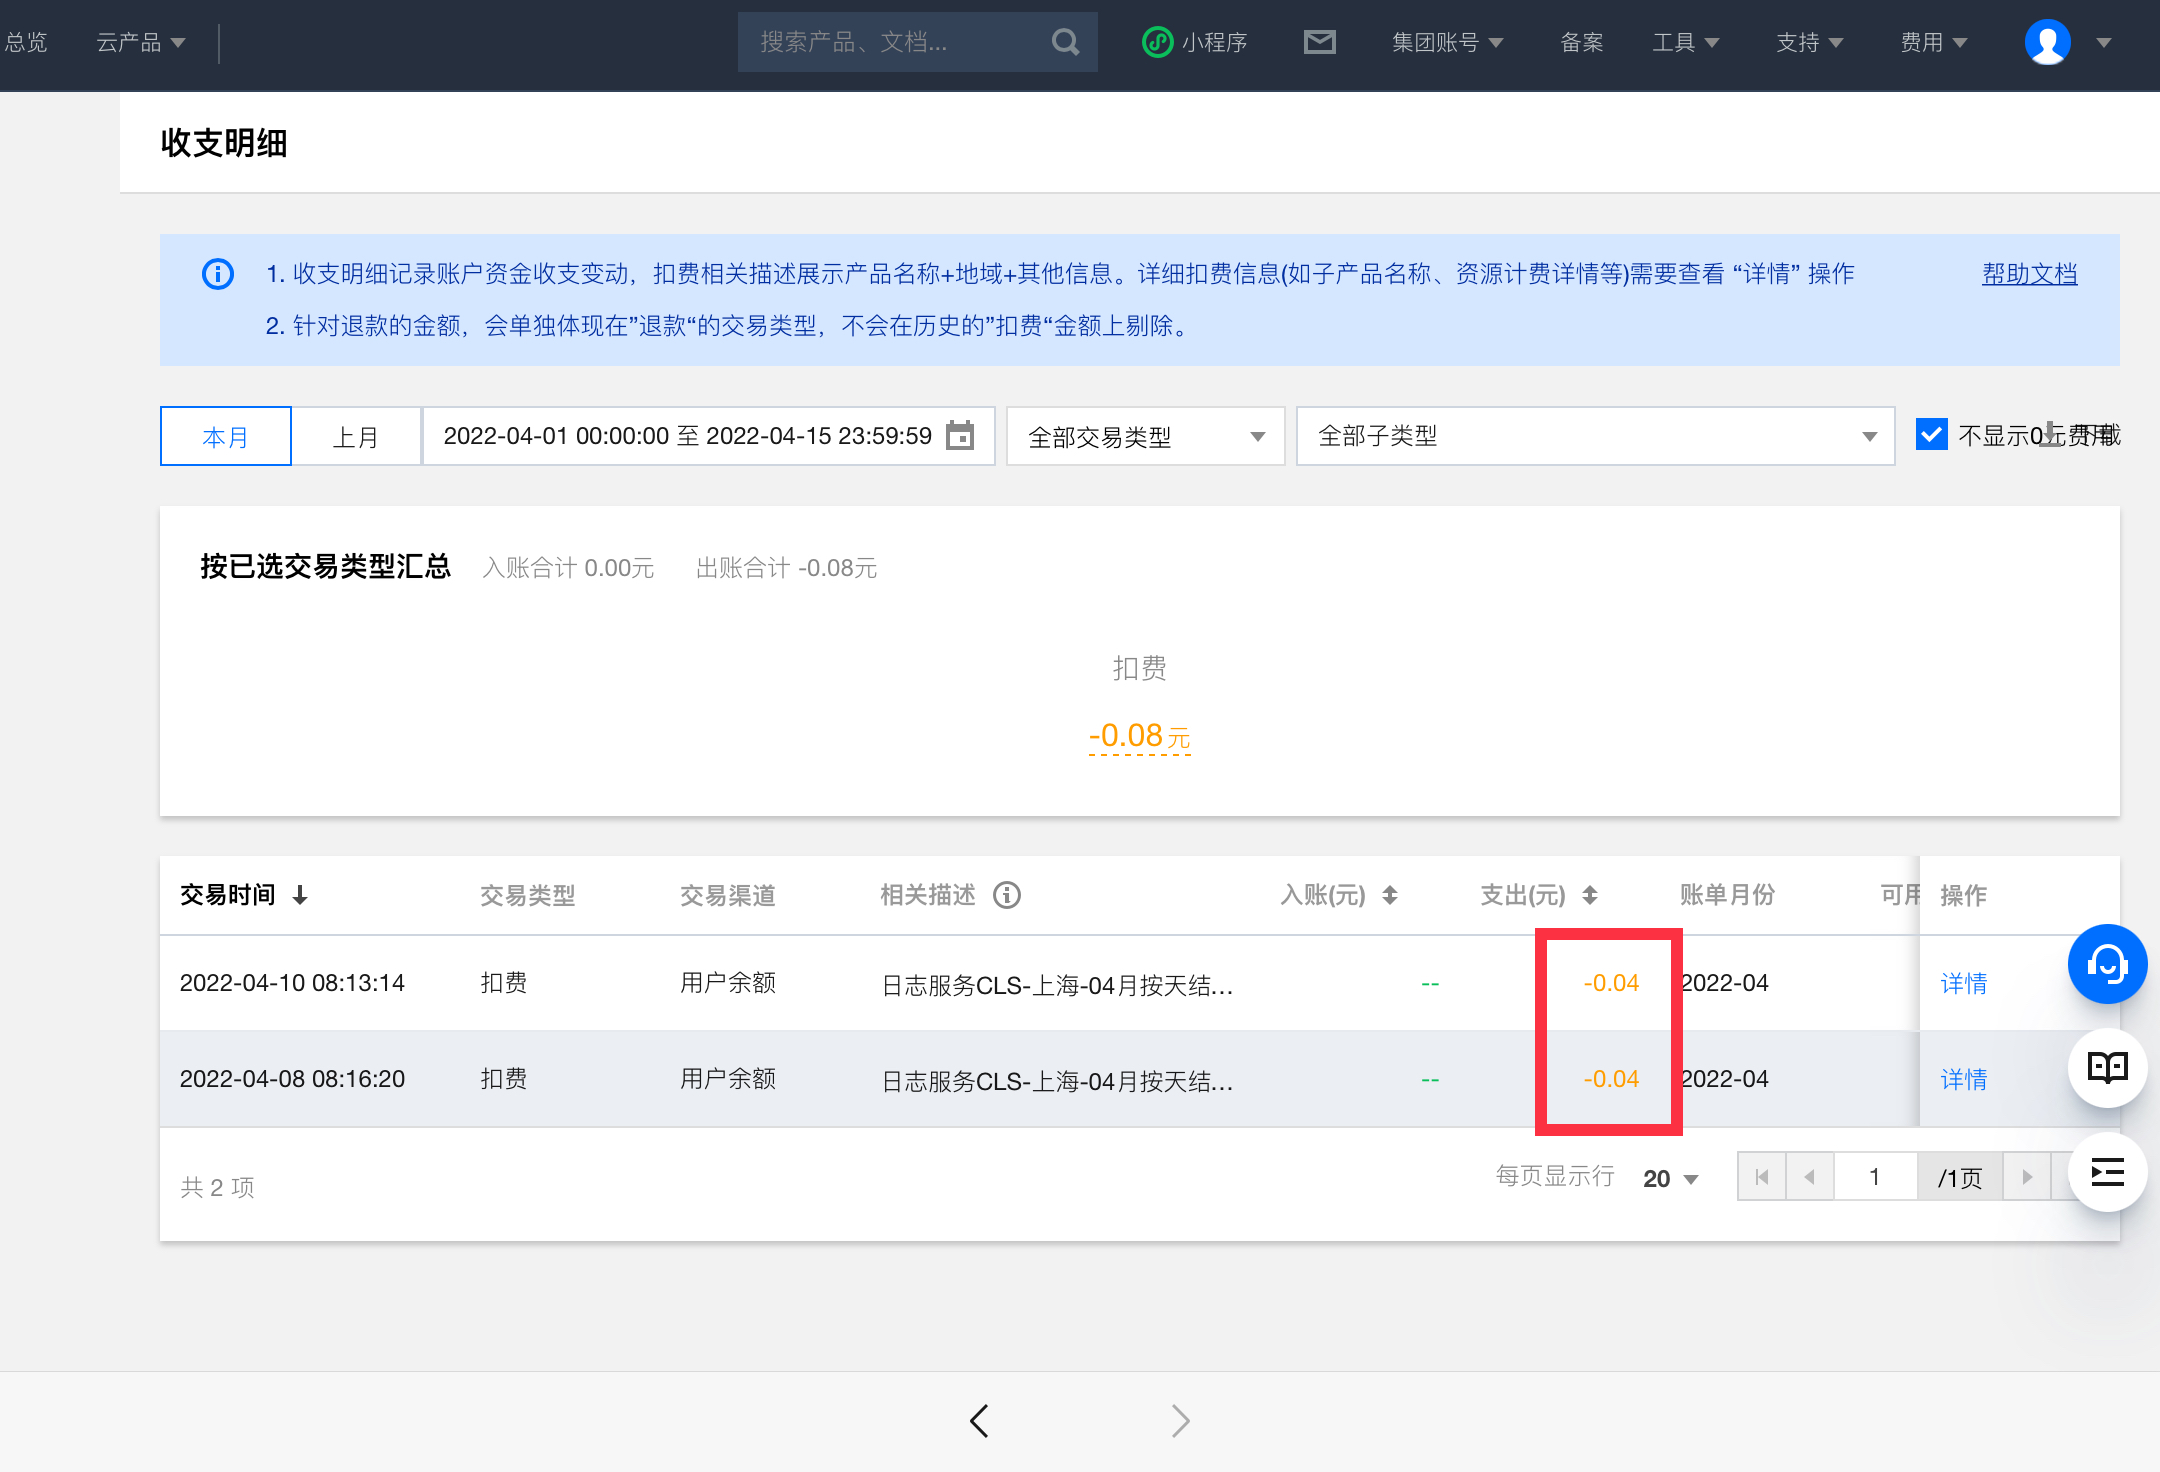 总览 云产品 搜索产品、文档... 小程序 集团账号 备案 工具 支持 费用
收支明细
1. 收支明细记录账户资金收支变动，扣费相关描述展示产品名称+地域+其他信息。详细扣费信息(如子产品名称、资源计费详情等)需要查看 “详情” 操作 帮助文档
2. 针对退款的金额，会单独体现在”退款“的交易类型，不会在历史的”扣费“金额上剔除。
本月 上月 2022-04-01 00:00:00 至 2022-04-15 23:59:59 全部交易类型 全部子类型 不显示0元费用 下载
按已选交易类型汇总 入账合计 0.00元 出账合计 -0.08元
扣费
-0.08元
交易时间 交易类型 交易渠道 相关描述 入账(元) 支出(元) 账单月份 可用 操作
2022-04-10 08:13:14 扣费 用户余额 日志服务CLS-上海-04月按天结... -- -0.04 2022-04 详情
2022-04-08 08:16:20 扣费 用户余额 日志服务CLS-上海-04月按天结... -- -0.04 2022-04 详情
共 2 项 每页显示行 20 1 /1页